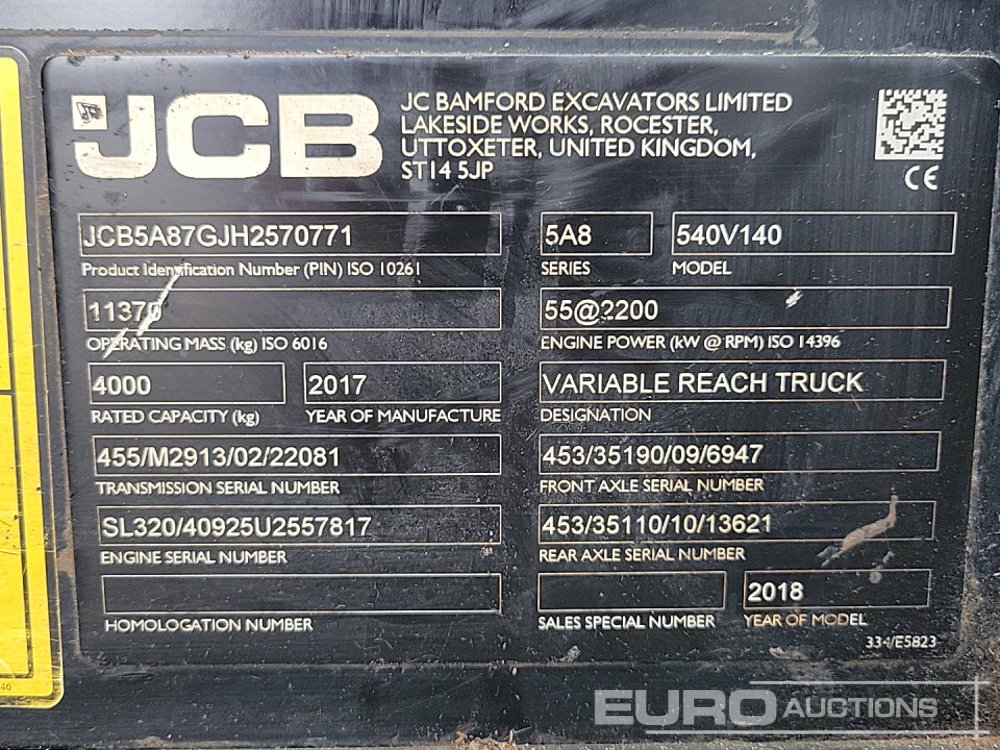 JCB
JC BAMFORD EXCAVATORS LIMITED
LAKESIDE WORKS, ROCESTER,
UTTOXETER, UNITED KINGDOM,
ST14 5JP
CE
JCB5A87GJH2570771
Product Identification Number (PIN) ISO 10261
5A8
SERIES
540V140
MODEL
11370
OPERATING MASS (kg) ISO 6016
55@2200
ENGINE POWER (kW @ RPM) ISO 14396
4000
RATED CAPACITY (kg)
2017
YEAR OF MANUFACTURE
VARIABLE REACH TRUCK
DESIGNATION
455/M2913/02/22081
TRANSMISSION SERIAL NUMBER
453/35190/09/6947
FRONT AXLE SERIAL NUMBER
SL320/40925U2557817
ENGINE SERIAL NUMBER
453/35110/10/13621
REAR AXLE SERIAL NUMBER
HOMOLOGATION NUMBER
SALES SPECIAL NUMBER
2018
YEAR OF MODEL
334/E5823
40
EURO AUCTIONS